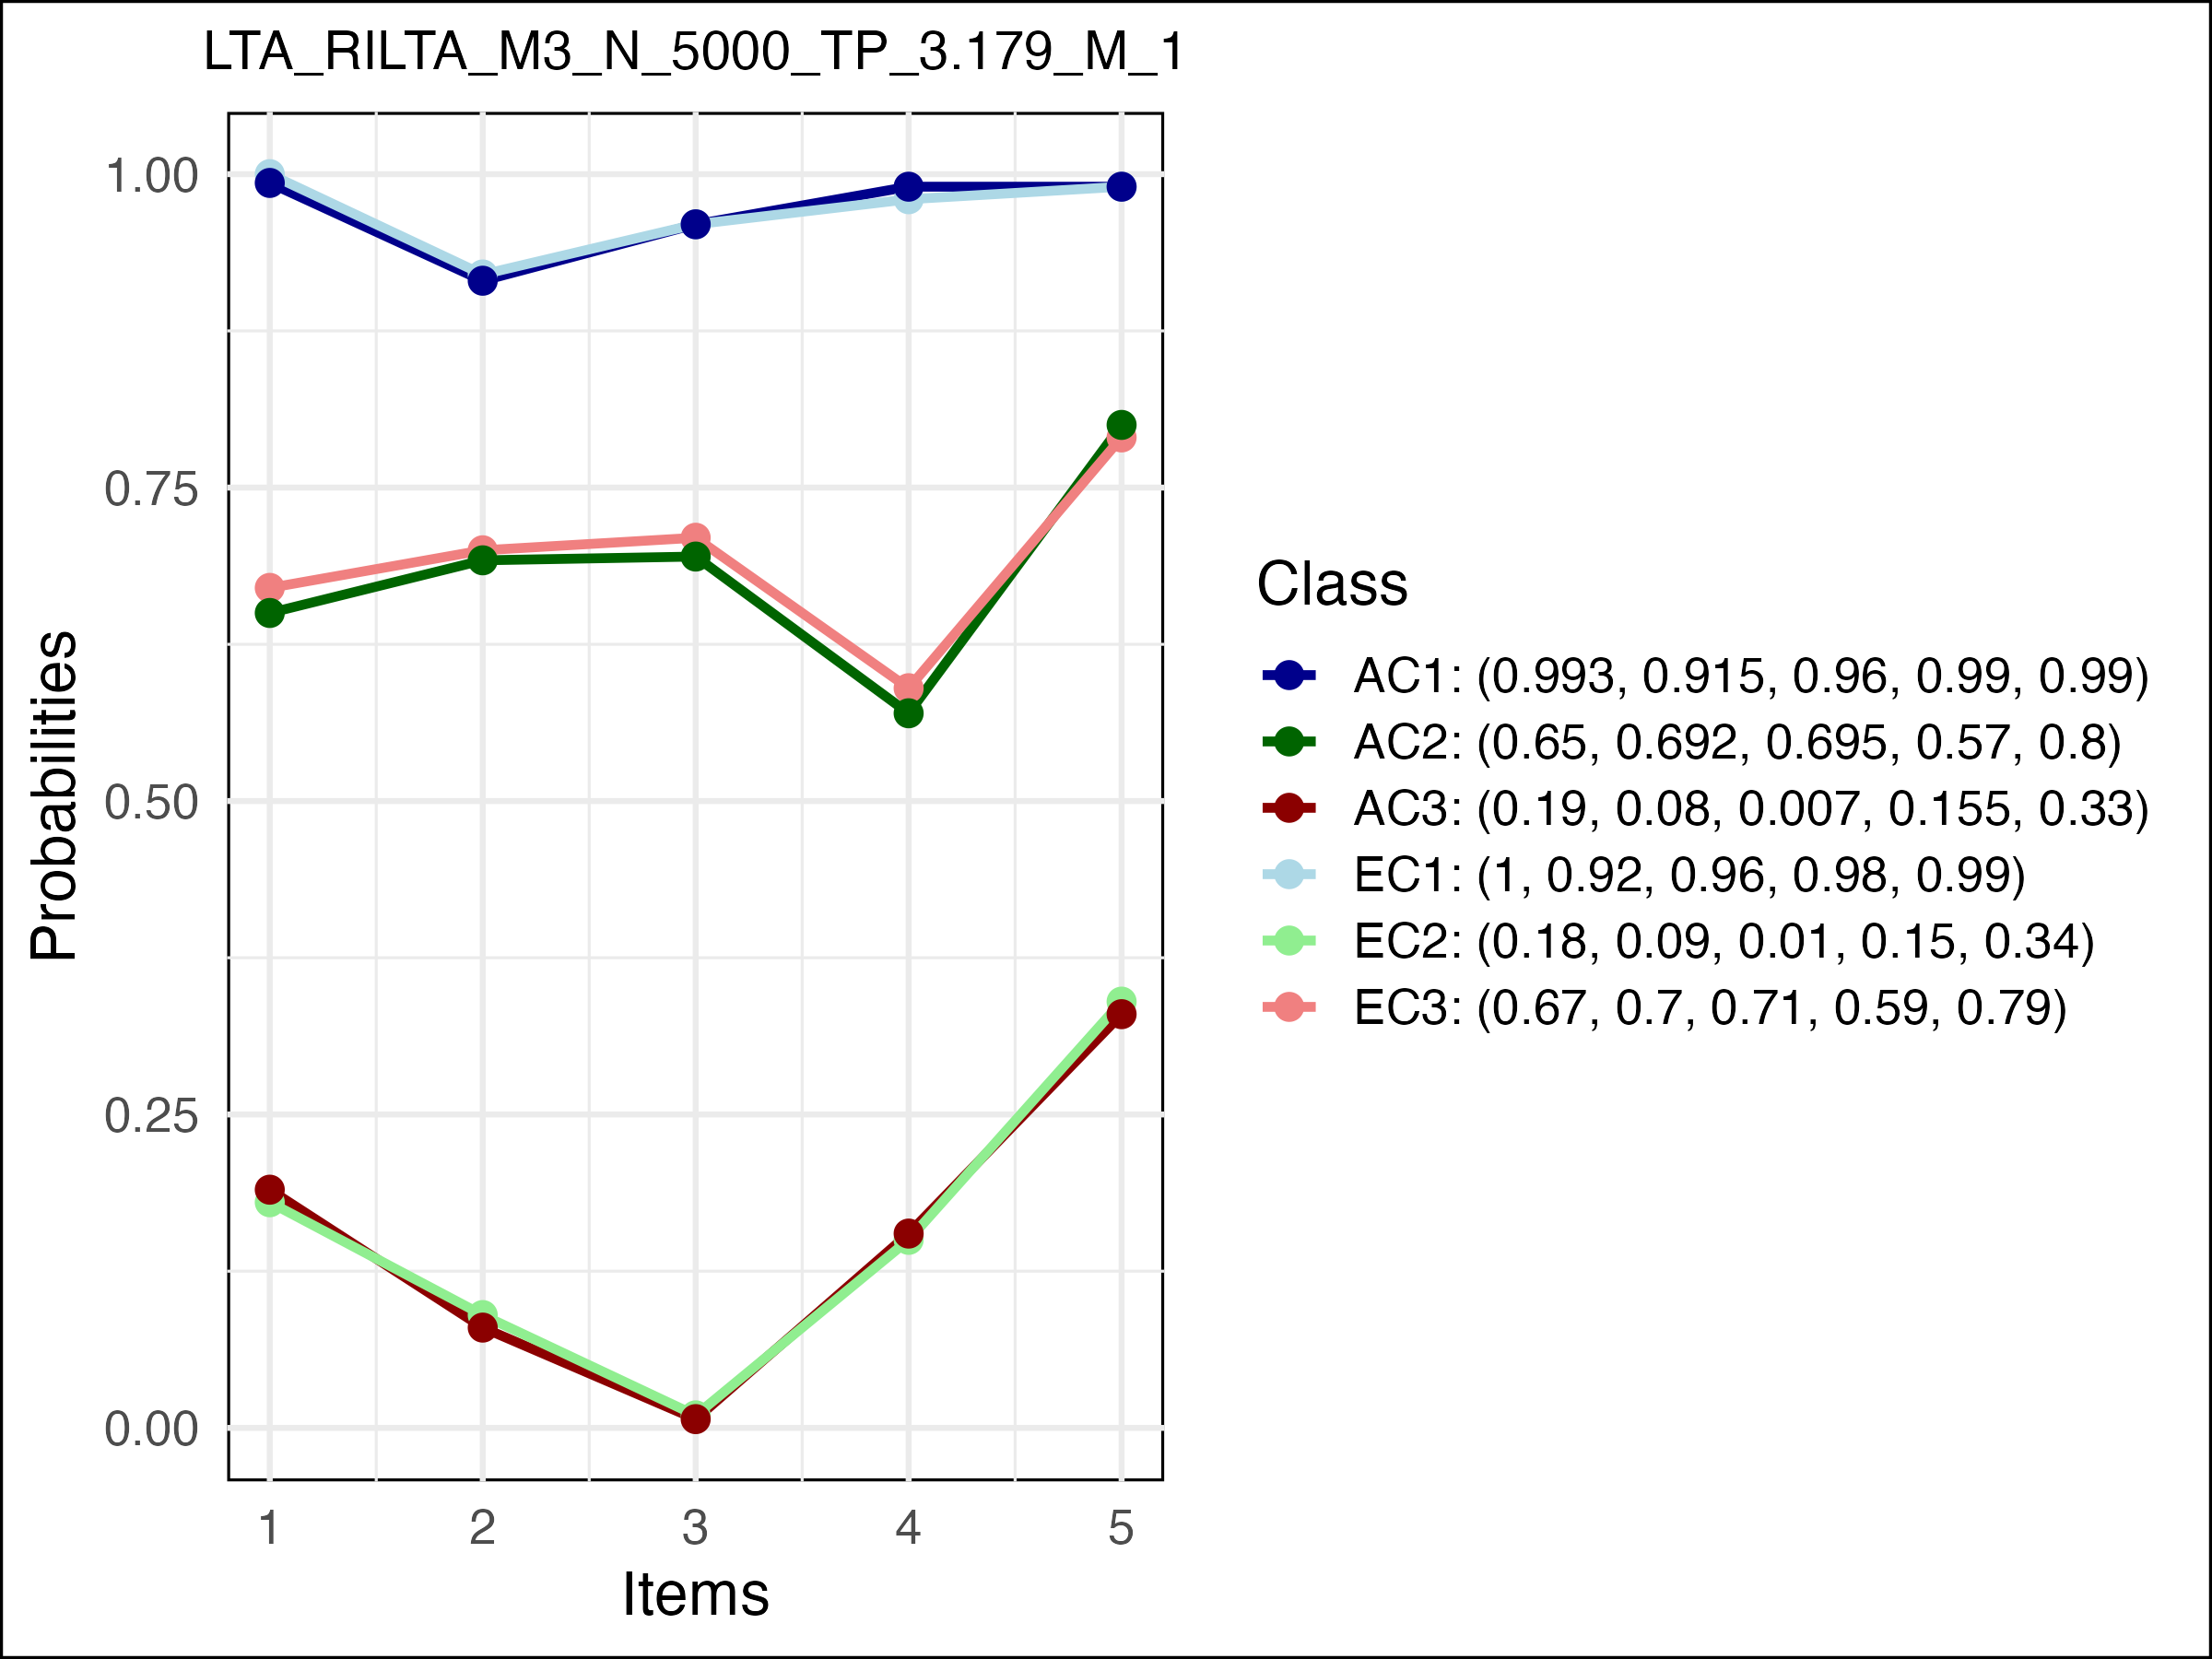 LTA_RILTA_M3_N_5000_TP_3.179_M_1
1.00
0.75
0.50
0.25
0.00
Probabilities
1 2 3 4 5
Items
Class
AC1: (0.993, 0.915, 0.96, 0.99, 0.99)
AC2: (0.65, 0.692, 0.695, 0.57, 0.8)
AC3: (0.19, 0.08, 0.007, 0.155, 0.33)
EC1: (1, 0.92, 0.96, 0.98, 0.99)
EC2: (0.18, 0.09, 0.01, 0.15, 0.34)
EC3: (0.67, 0.7, 0.71, 0.59, 0.79)